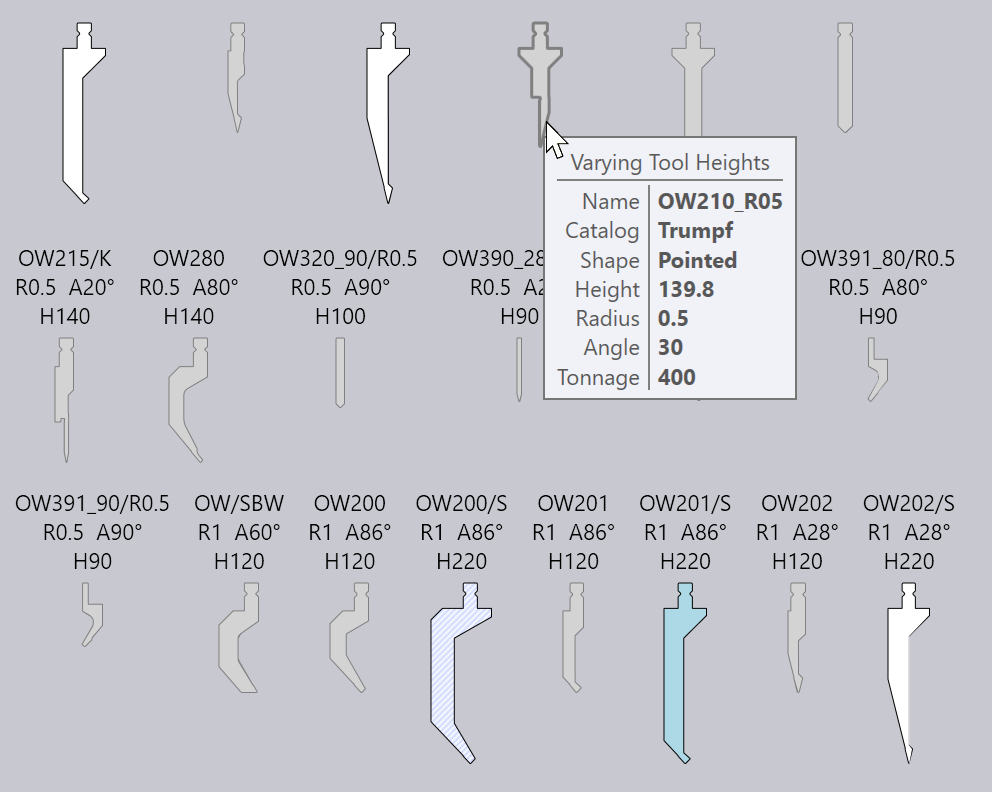 Varying Tool Heights
Name OW210_R05
Catalog Trumpf
Shape Pointed
Height 139.8
Radius 0.5
Angle 30
Tonnage 400
OW215/K OW280 OW320_90/R0.5 OW390_28 OW391_80/R0.5
R0.5 A20° R0.5 A80° R0.5 A90° R0.5 A2 R0.5 A80°
H140 H140 H100 H90 H90
OW391_90/R0.5 OW/SBW OW200 OW200/S OW201 OW201/S OW202 OW202/S
R0.5 A90° R1 A60° R1 A86° R1 A86° R1 A86° R1 A86° R1 A28° R1 A28°
H90 H120 H120 H220 H120 H220 H120 H220